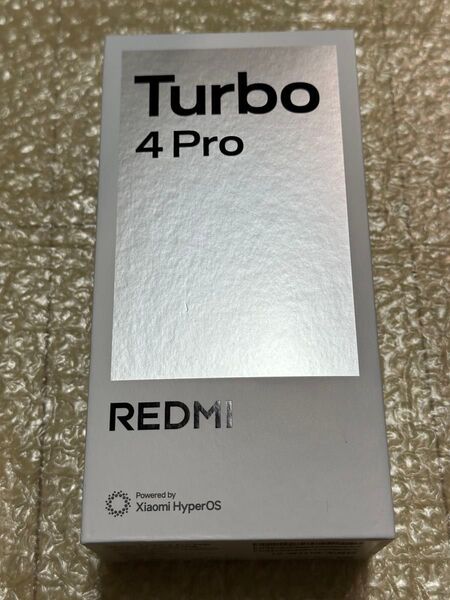 Turbo
4 Pro
REDMI
Powered by
Xiaomi HyperOS